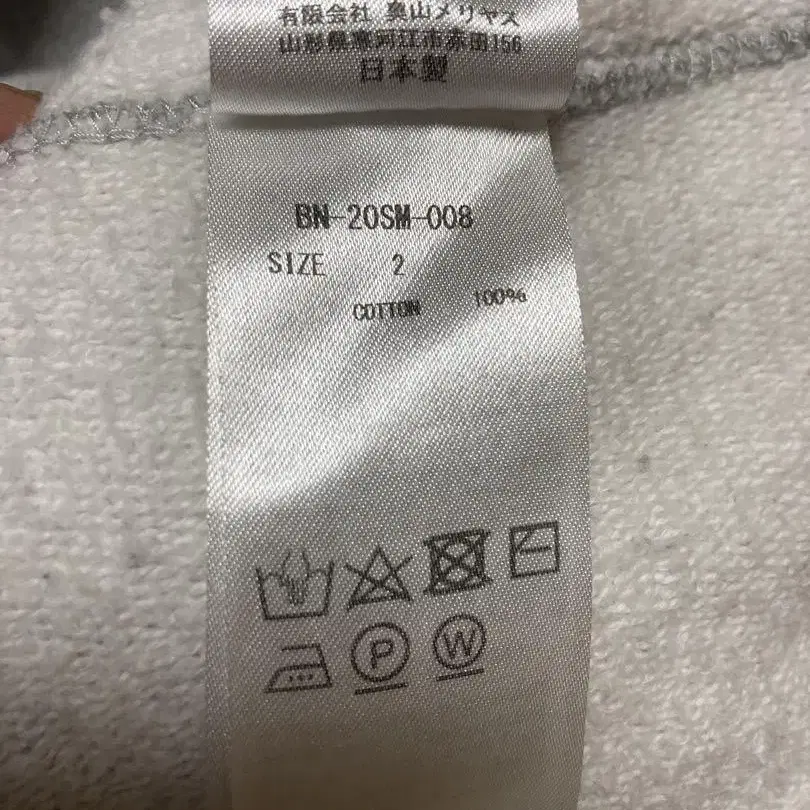 有限会社 奥山メリヤス
山形県寒河江市赤田156
日本製
BN-20SM-008
SIZE 2
COTTON 100%
P W